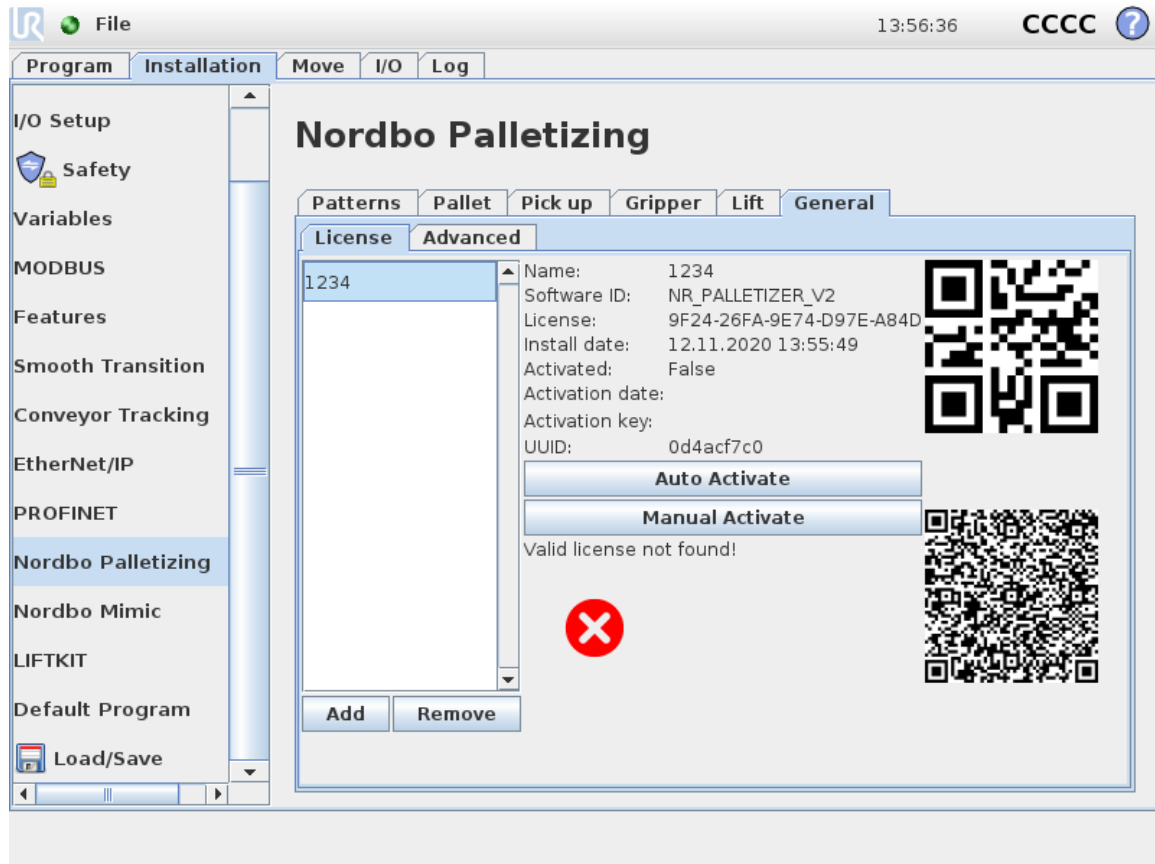 UR File 13:56:36 CCCC ?
Program Installation Move I/O Log
I/O Setup
Safety
Variables
MODBUS
Features
Smooth Transition
Conveyor Tracking
EtherNet/IP
PROFINET
Nordbo Palletizing
Nordbo Mimic
LIFTKIT
Default Program
Load/Save
Nordbo Palletizing
Patterns Pallet Pick up Gripper Lift General
License Advanced
1234
Name: 1234
Software ID: NR_PALLETIZER_V2
License: 9F24-26FA-9E74-D97E-A84D
Install date: 12.11.2020 13:55:49
Activated: False
Activation date:
Activation key:
UUID: 0d4acf7c0
Auto Activate
Manual Activate
Valid license not found!
Add Remove